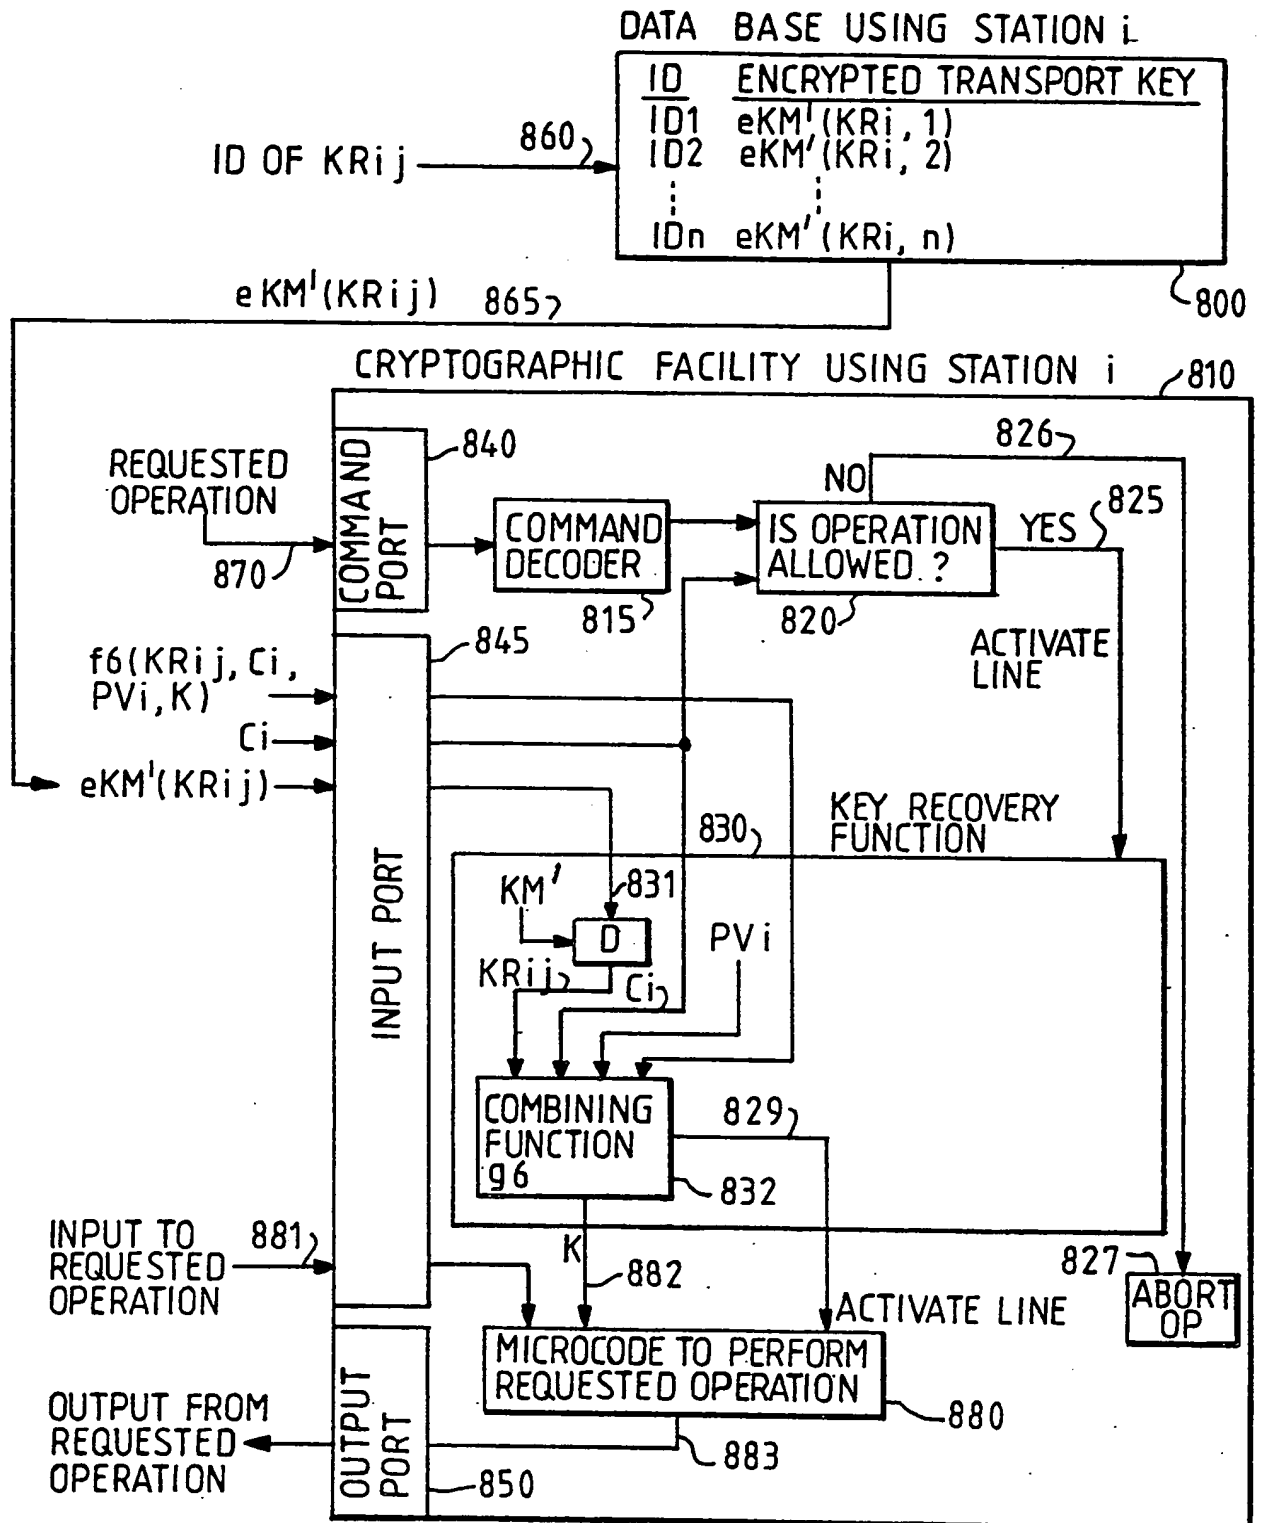 DATA BASE USING STATION i
ID ENCRYPTED TRANSPORT KEY
ID1 eKM'(KRi, 1)
ID2 eKM'(KRi, 2)
IDn eKM'(KRi, n)
860
ID OF KRij
800
eKM'(KRij)
865
CRYPTOGRAPHIC FACILITY USING STATION i
810
REQUESTED
OPERATION
870
COMMAND
PORT
840
COMMAND
DECODER
815
IS OPERATION
ALLOWED ?
820
NO
826
YES
825
ACTIVATE
LINE
845
f6(KRij, Ci,
PVi, K)
Ci
eKM'(KRij)
INPUT PORT
KEY RECOVERY
FUNCTION
830
KM'
831
D
PVi
KRij
Ci
COMBINING
FUNCTION
g6
829
832
INPUT TO
REQUESTED
OPERATION
881
K
882
ACTIVATE LINE
827
ABORT
OP
MICROCODE TO PERFORM
REQUESTED OPERATION
880
OUTPUT FROM
REQUESTED
OPERATION
OUTPUT
PORT
850
883